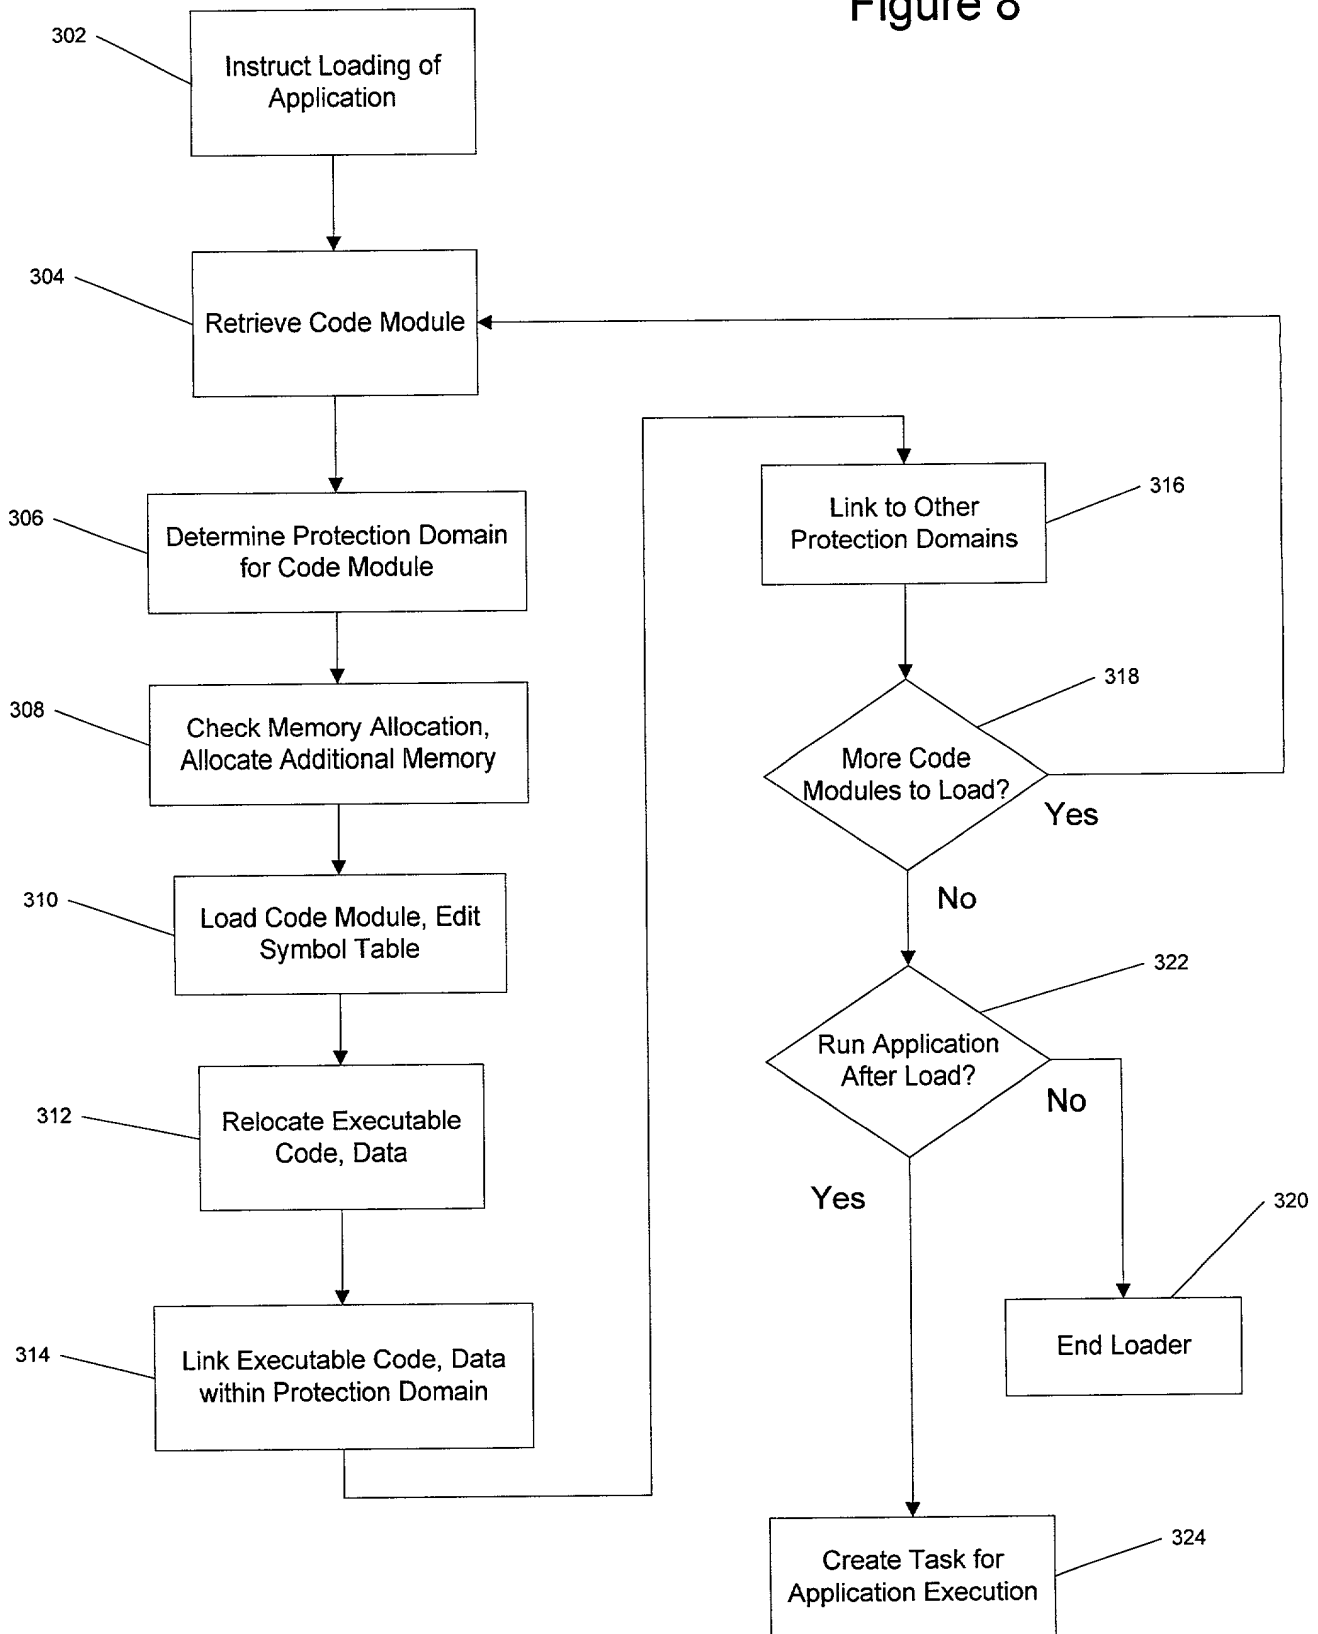 Figure 8
302
Instruct Loading of
Application
304
Retrieve Code Module
306
Determine Protection Domain
for Code Module
308
Check Memory Allocation,
Allocate Additional Memory
310
Load Code Module, Edit
Symbol Table
312
Relocate Executable
Code, Data
314
Link Executable Code, Data
within Protection Domain
316
Link to Other
Protection Domains
318
More Code
Modules to Load?
Yes
No
322
Run Application
After Load?
No
Yes
320
End Loader
324
Create Task for
Application Execution